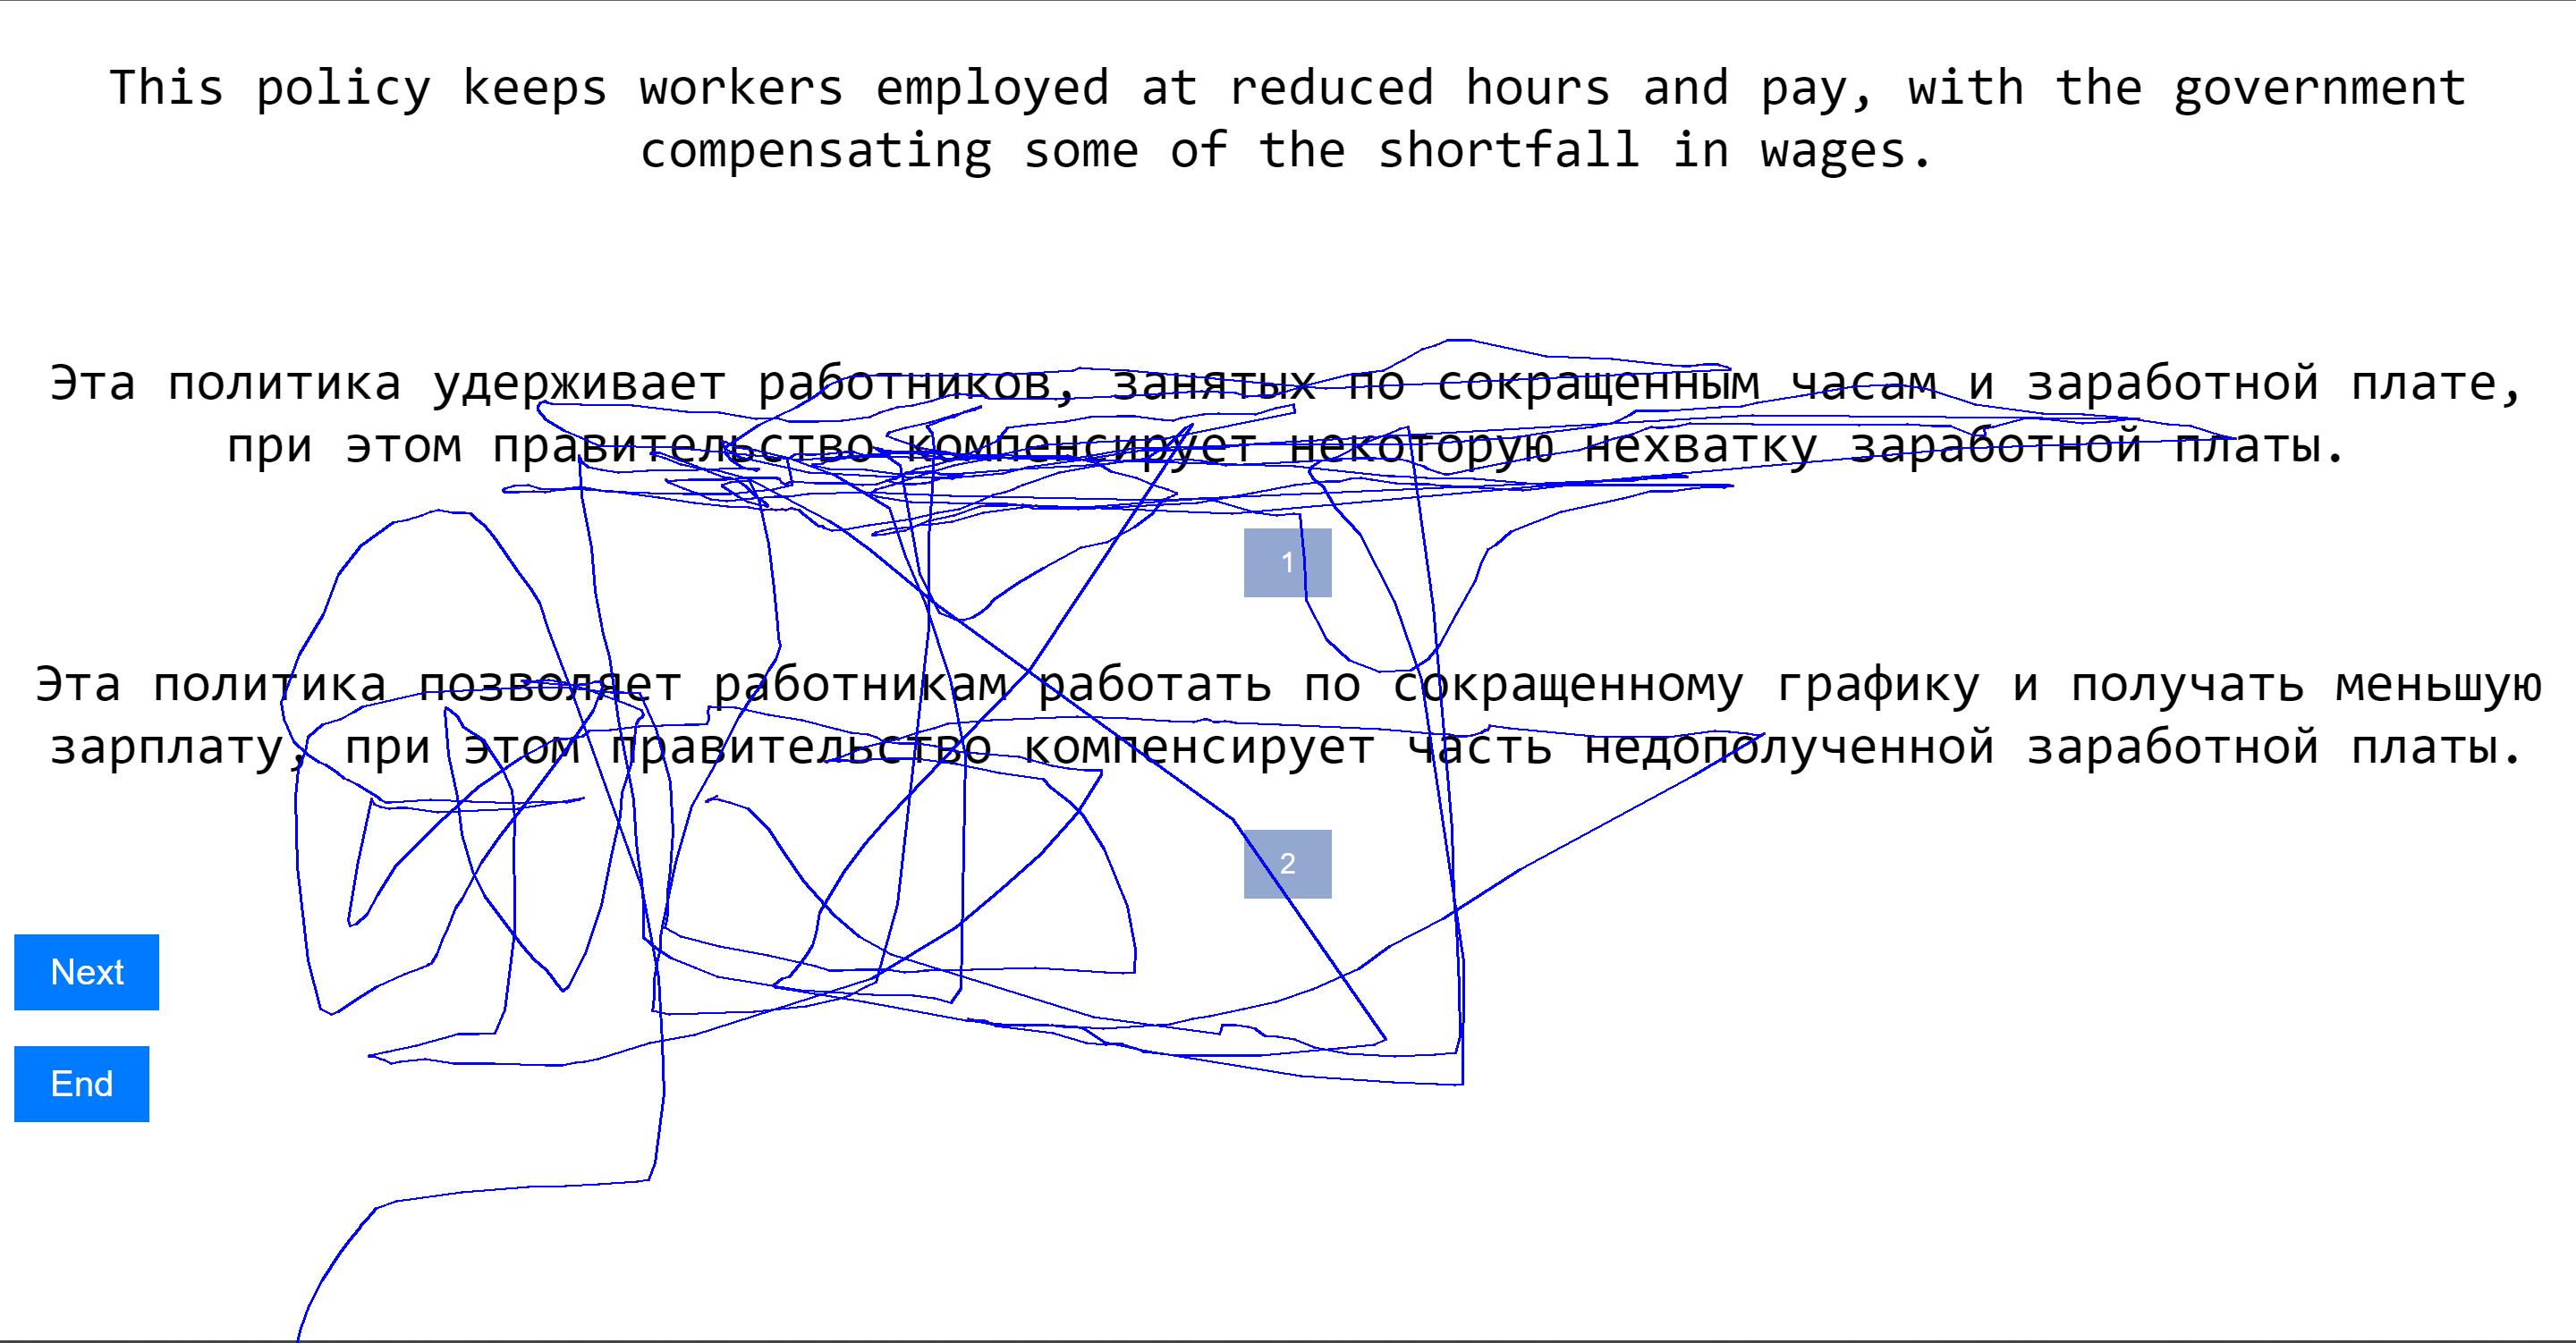 This policy keeps workers employed at reduced hours and pay, with the government
compensating some of the shortfall in wages.
Эта политика удерживает работников, занятых по сокращенным часам и заработной плате,
при этом правительство компенсирует некоторую нехватку заработной платы.
1
Эта политика позволяет работникам работать по сокращенному графику и получать меньшую
зарплату, при этом правительство компенсирует часть недополученной заработной платы.
2
Next
End